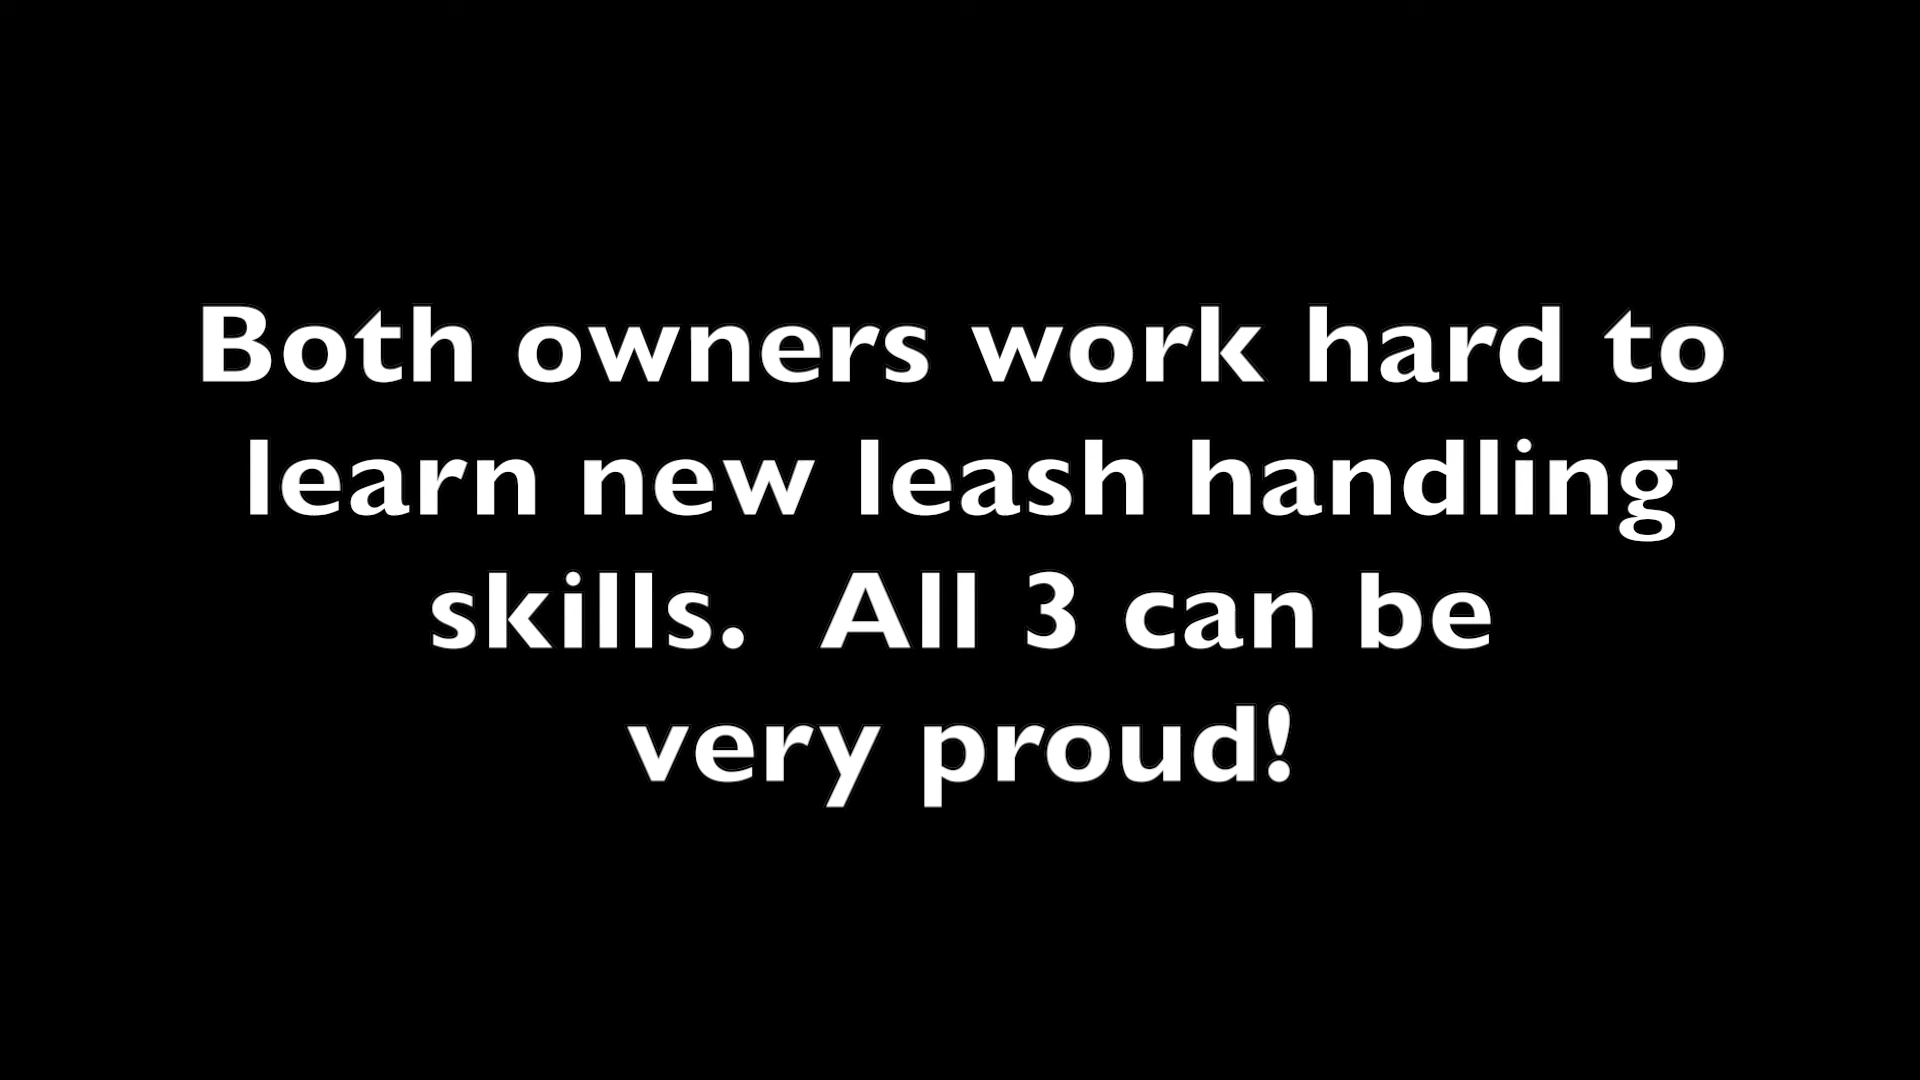 Both owners work hard to
learn new leash handling
skills.  All 3 can be
very proud!